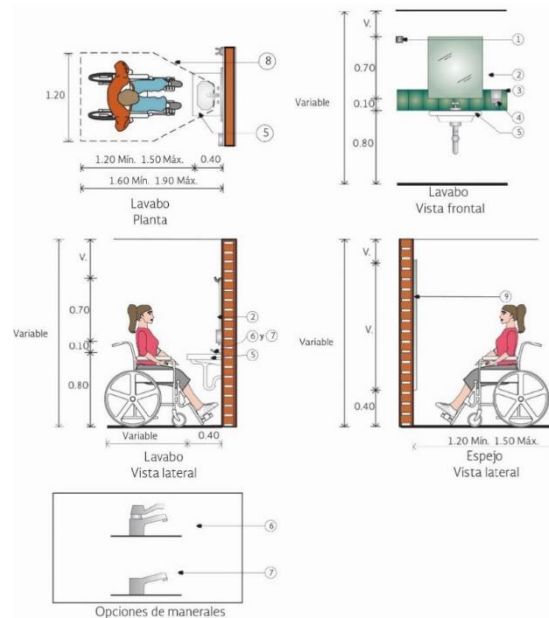 8
1.20
5
1.20 Mín. 1.50 Máx.
0.40
1.60 Mín. 1.90 Máx.
Lavabo
Planta
V.
0.70
Variable
0.10
0.80
1
2
3
4
5
Lavabo
Vista frontal
V.
0.70
Variable
0.10
0.80
2
6 y 7
5
Variable
0.40
Lavabo
Vista lateral
Variable
V.
V.
0.40
9
1.20 Mín. 1.50 Máx.
Espejo
Vista lateral
6
7
Opciones de manerales